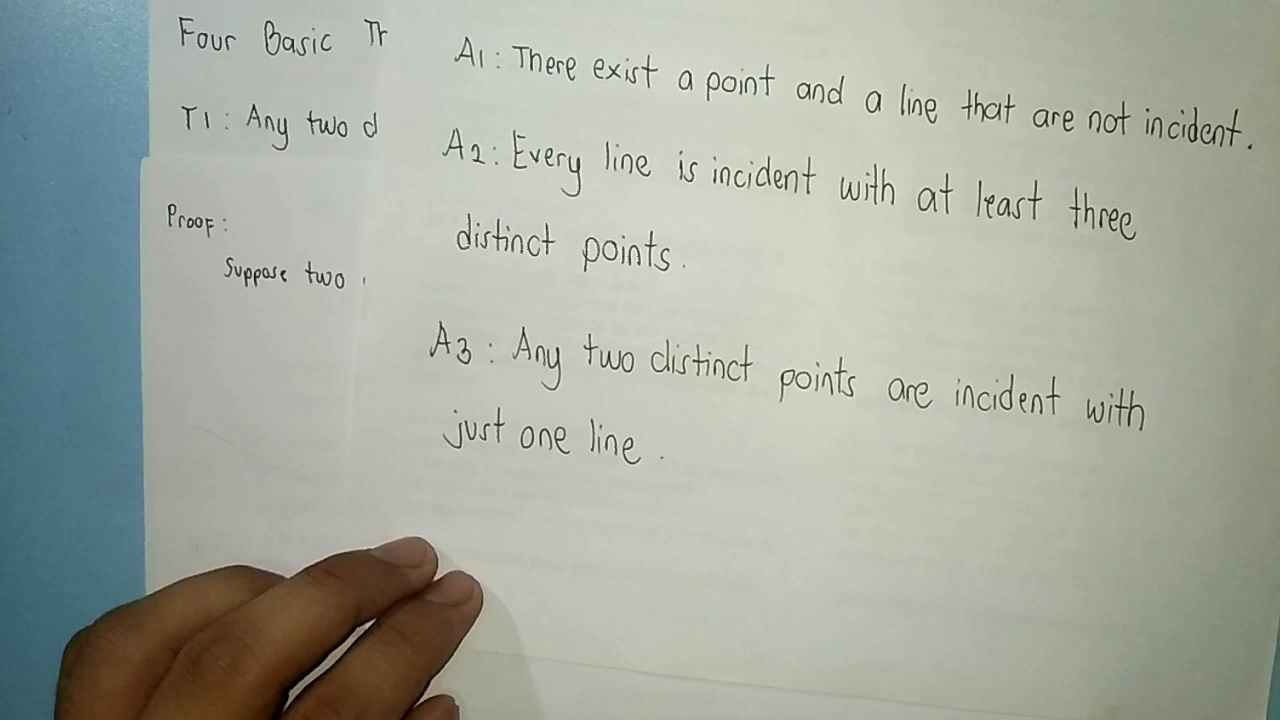 Four Basic
T1: Any two
Proof:
Suppose two
A1: There exist a point and a line that are not incident.
A2: Every line is incident with at least three
distinct points.
A3: Any two distinct points are incident with
just one line.